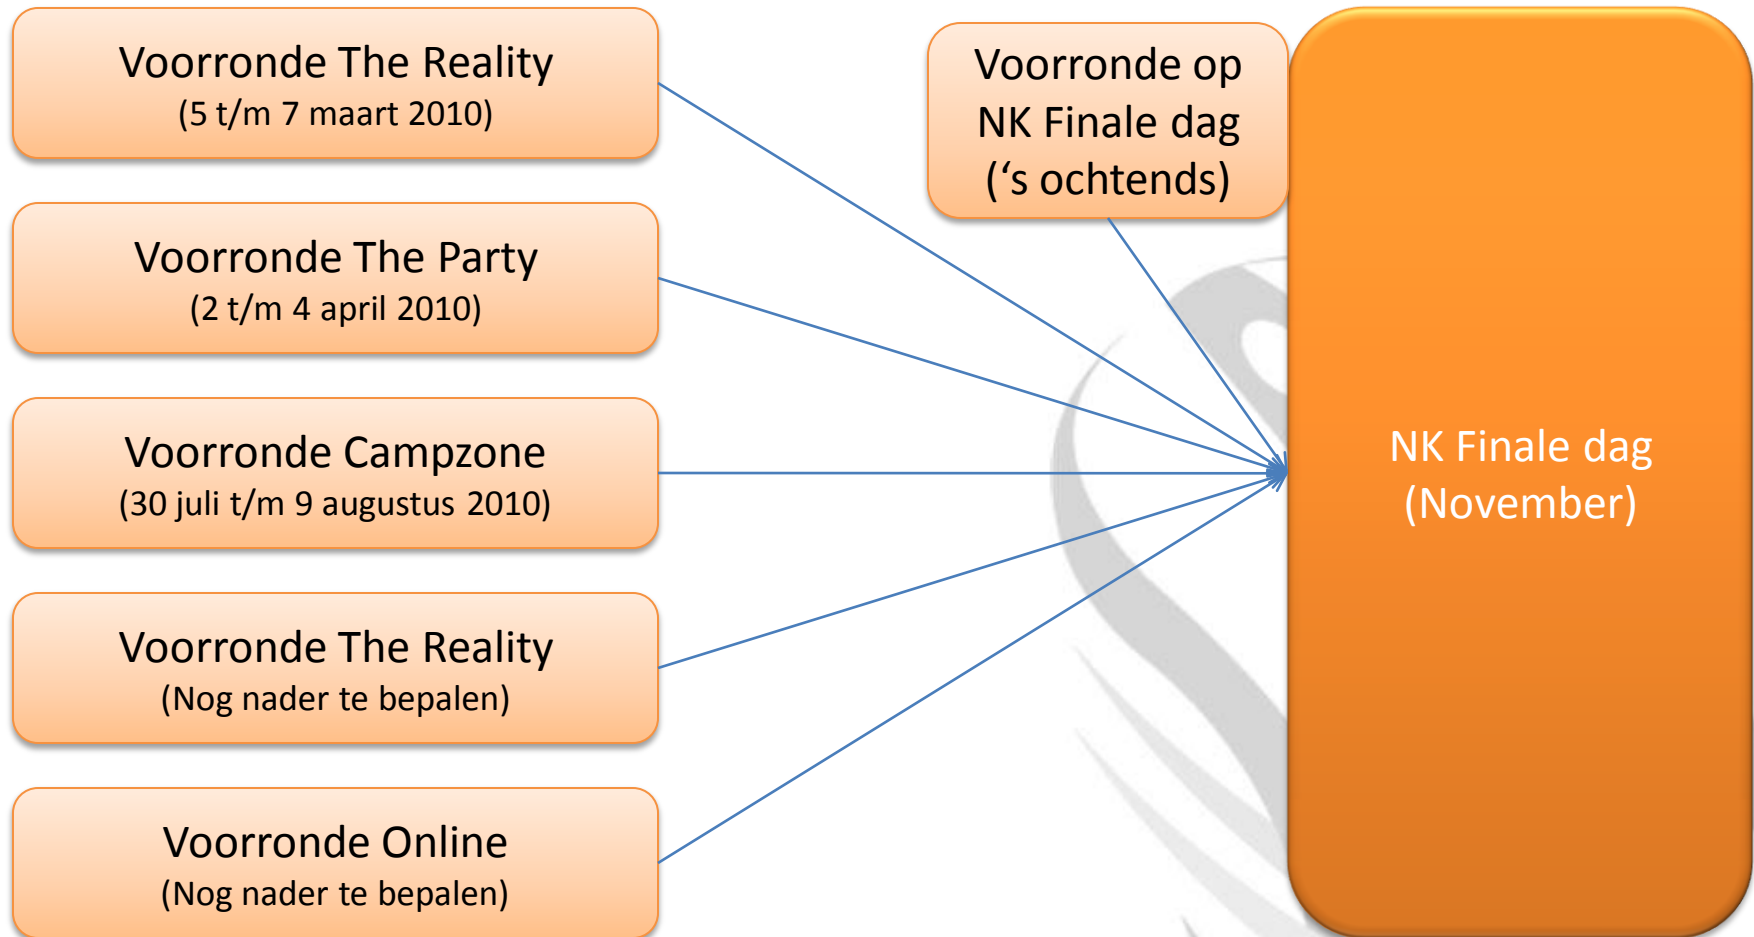 Voorronde The Reality
(5 t/m 7 maart 2010)
Voorronde The Party
(2 t/m 4 april 2010)
Voorronde Campzone
(30 juli t/m 9 augustus 2010)
Voorronde The Reality
(Nog nader te bepalen)
Voorronde Online
(Nog nader te bepalen)
Voorronde op
NK Finale dag
(‘s ochtends)
NK Finale dag
(November)